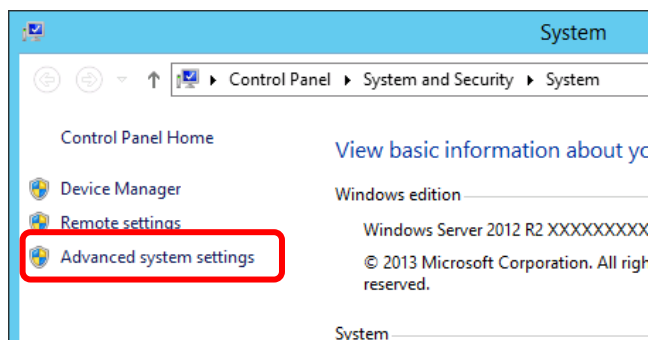 System
Control Panel ▸ System and Security ▸ System
Control Panel Home
Device Manager
Remote settings
Advanced system settings
View basic information about yo
Windows edition
Windows Server 2012 R2 XXXXXXXXX
© 2013 Microsoft Corporation. All righ
reserved.
System